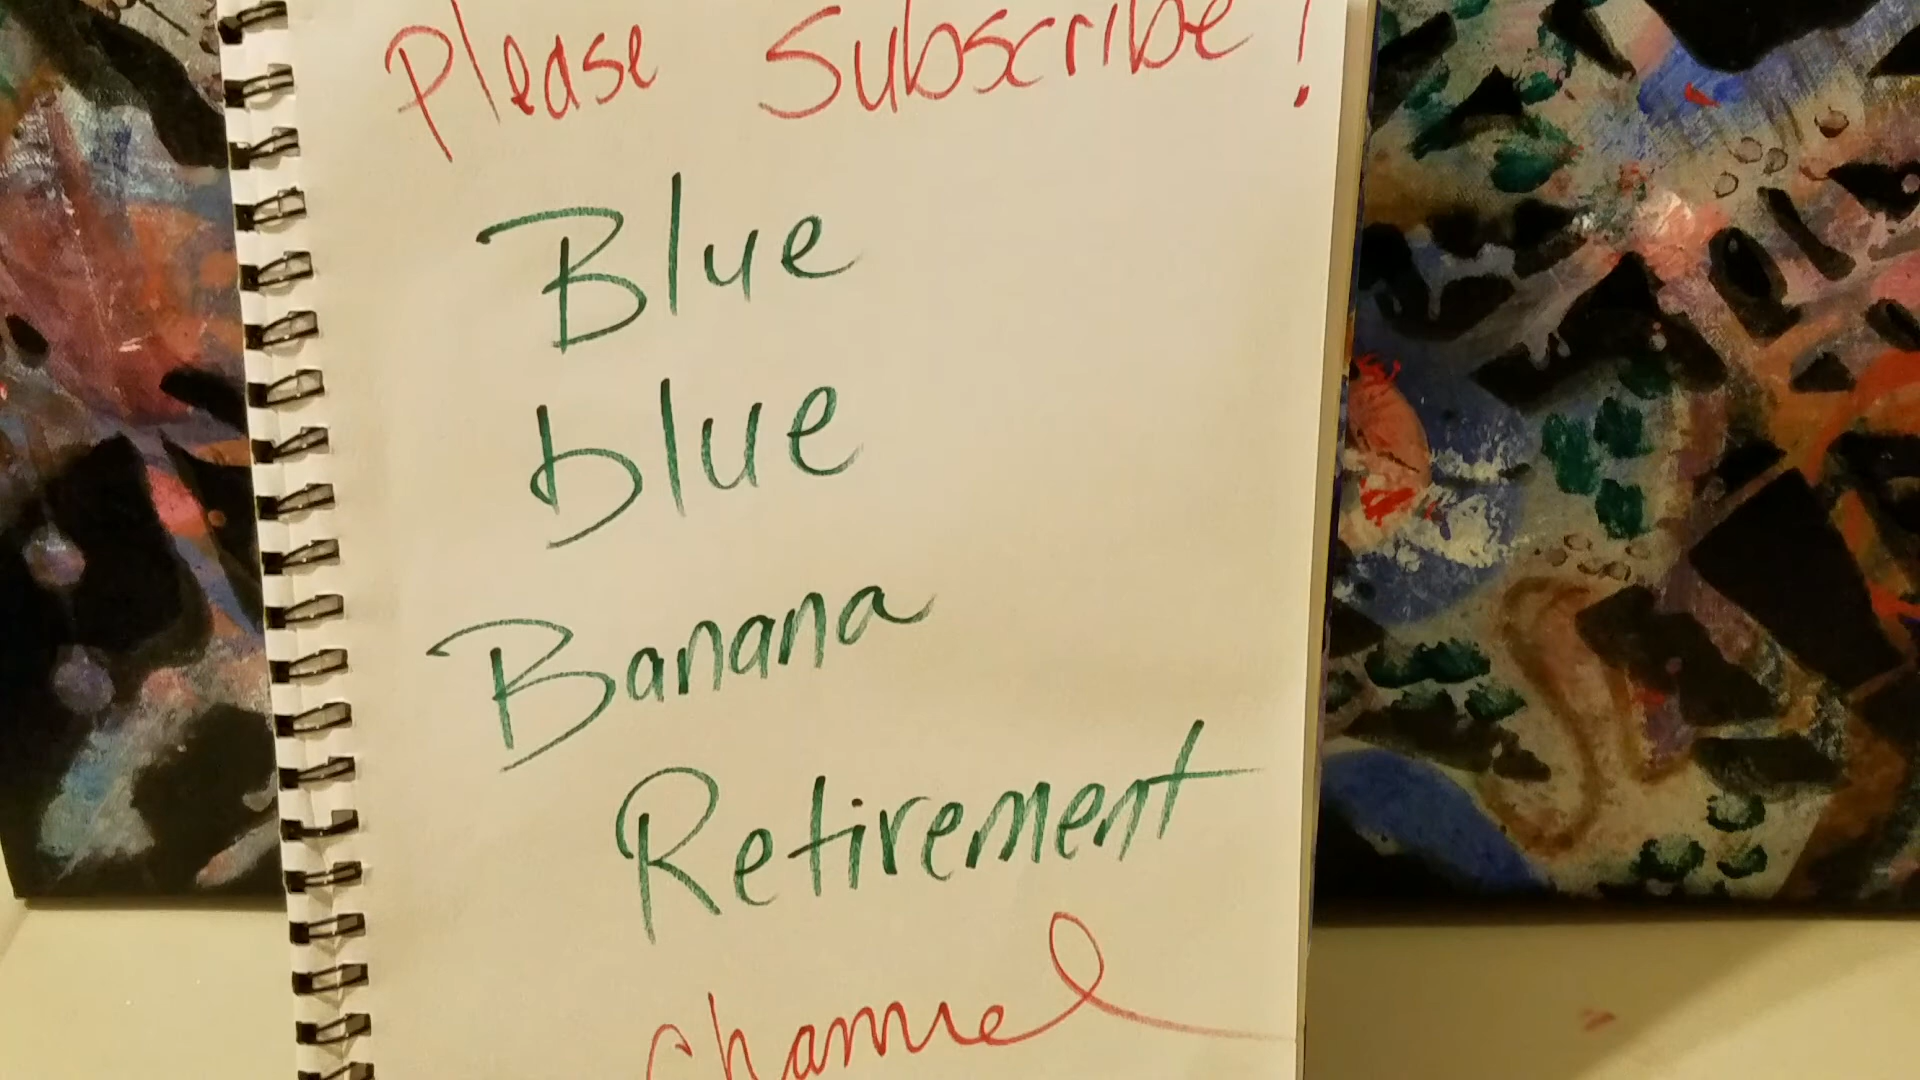 Please Subscribe!
Blue
blue
Banana
Retirement
Channel